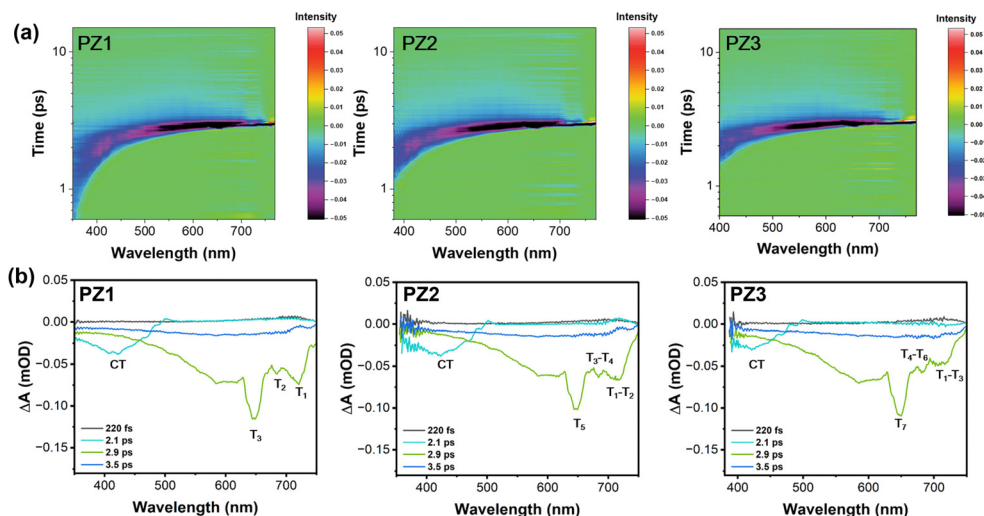 (a)
PZ1
Intensity
0.05
0.04
0.03
0.02
0.01
0.00
-0.01
-0.02
-0.03
-0.04
-0.05
10
1
Time (ps)
400 500 600 700
Wavelength (nm)
PZ2
Intensity
0.05
0.04
0.03
0.02
0.01
0.00
-0.01
-0.02
-0.03
-0.04
-0.05
10
1
Time (ps)
400 500 600 700
Wavelength (nm)
PZ3
Intensity
0.05
0.04
0.03
0.02
0.01
0.00
-0.01
-0.02
-0.03
-0.04
-0.05
10
1
Time (ps)
400 500 600 700
Wavelength (nm)
(b)
PZ1
0.05
0.00
−0.05
−0.10
−0.15
ΔA (mOD)
CT
T₂
T₁
T₃
220 fs
2.1 ps
2.9 ps
3.5 ps
400 500 600 700
Wavelength (nm)
PZ2
0.05
0.00
−0.05
−0.10
−0.15
ΔA (mOD)
CT
T₃-T₄
T₁-T₂
T₅
220 fs
2.1 ps
2.9 ps
3.5 ps
400 500 600 700
Wavelength (nm)
PZ3
0.05
0.00
−0.05
−0.10
−0.15
ΔA (mOD)
CT
T₄-T₆
T₁-T₃
T₇
220 fs
2.1 ps
2.9 ps
3.5 ps
400 500 600 700
Wavelength (nm)